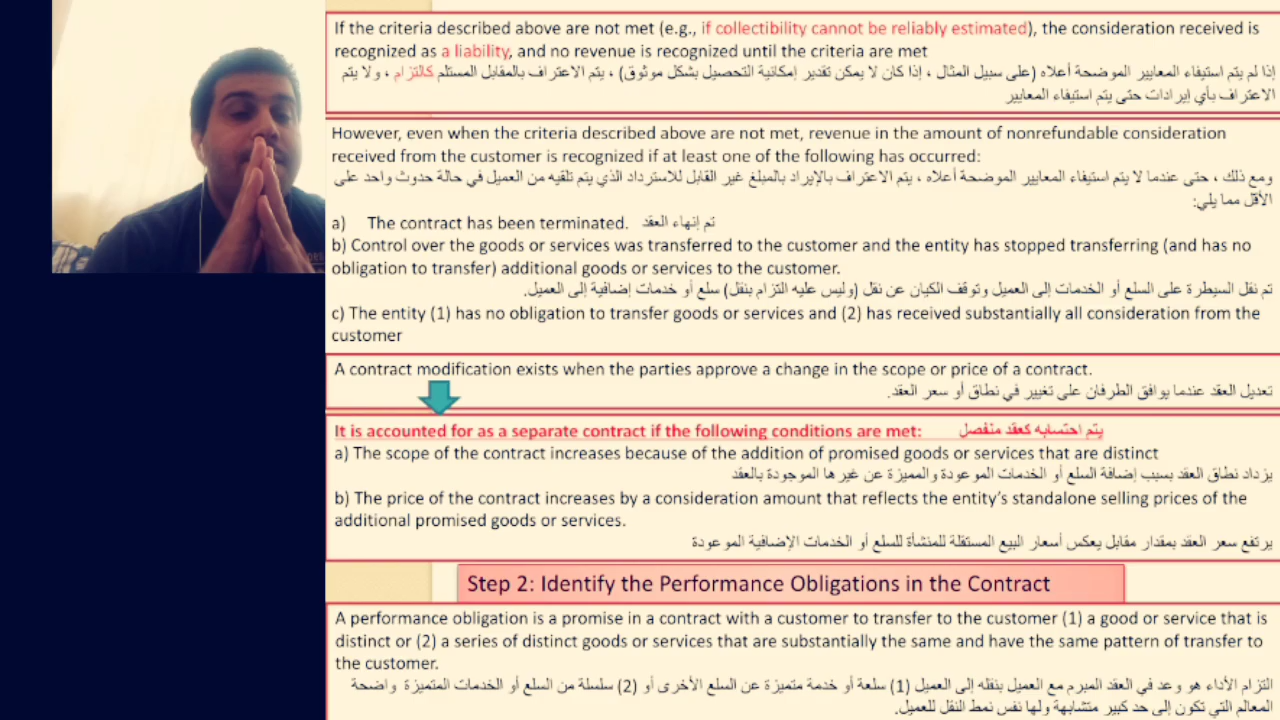 If the criteria described above are not met (e.g., if collectibility cannot be reliably estimated), the consideration received is
recognized as a liability, and no revenue is recognized until the criteria are met
إذا لم يتم استيفاء المعايير الموضحة أعلاه (على سبيل المثال ، إذا كان لا يمكن تقدير إمكانية التحصيل بشكل موثوق) ، يتم الاعتراف بالمقابل المستلم كالتزام ، ولا يتم
الاعتراف بأي إيرادات حتى يتم استيفاء المعايير
However, even when the criteria described above are not met, revenue in the amount of nonrefundable consideration
received from the customer is recognized if at least one of the following has occurred:
ومع ذلك ، حتى عندما لا يتم استيفاء المعايير الموضحة أعلاه ، يتم الاعتراف بالإيراد بالمبلغ غير القابل للاسترداد الذي يتم تلقيه من العميل في حالة حدوث واحد على
الأقل مما يلي:
a) The contract has been terminated. تم إنهاء العقد
b) Control over the goods or services was transferred to the customer and the entity has stopped transferring (and has no
obligation to transfer) additional goods or services to the customer.
تم نقل السيطرة على السلع أو الخدمات إلى العميل وتوقف الكيان عن نقل (وليس عليه التزام بنقل) سلع أو خدمات إضافية إلى العميل.
c) The entity (1) has no obligation to transfer goods or services and (2) has received substantially all consideration from the
customer
A contract modification exists when the parties approve a change in the scope or price of a contract.
تعديل العقد عندما يوافق الطرفان على تغيير في نطاق أو سعر العقد.
It is accounted for as a separate contract if the following conditions are met: يتم احتسابه كعقد منفصل
a) The scope of the contract increases because of the addition of promised goods or services that are distinct
يزداد نطاق العقد بسبب إضافة السلع أو الخدمات الموعودة والمميزة عن غيرها الموجودة بالعقد
b) The price of the contract increases by a consideration amount that reflects the entity's standalone selling prices of the
additional promised goods or services.
يرتفع سعر العقد بمقدار مقابل يعكس أسعار البيع المستقلة للمنشأة للسلع أو الخدمات الإضافية الموعودة
Step 2: Identify the Performance Obligations in the Contract
A performance obligation is a promise in a contract with a customer to transfer to the customer (1) a good or service that is
distinct or (2) a series of distinct goods or services that are substantially the same and have the same pattern of transfer to
the customer.
التزام الأداء هو وعد في العقد المبرم مع العميل بنقله إلى العميل (1) سلعة أو خدمة متميزة عن السلع الأخرى أو (2) سلسلة من السلع أو الخدمات المتميزة واضحة
المعالم التي تكون إلى حد كبير متشابهة ولها نفس نمط النقل للعميل.